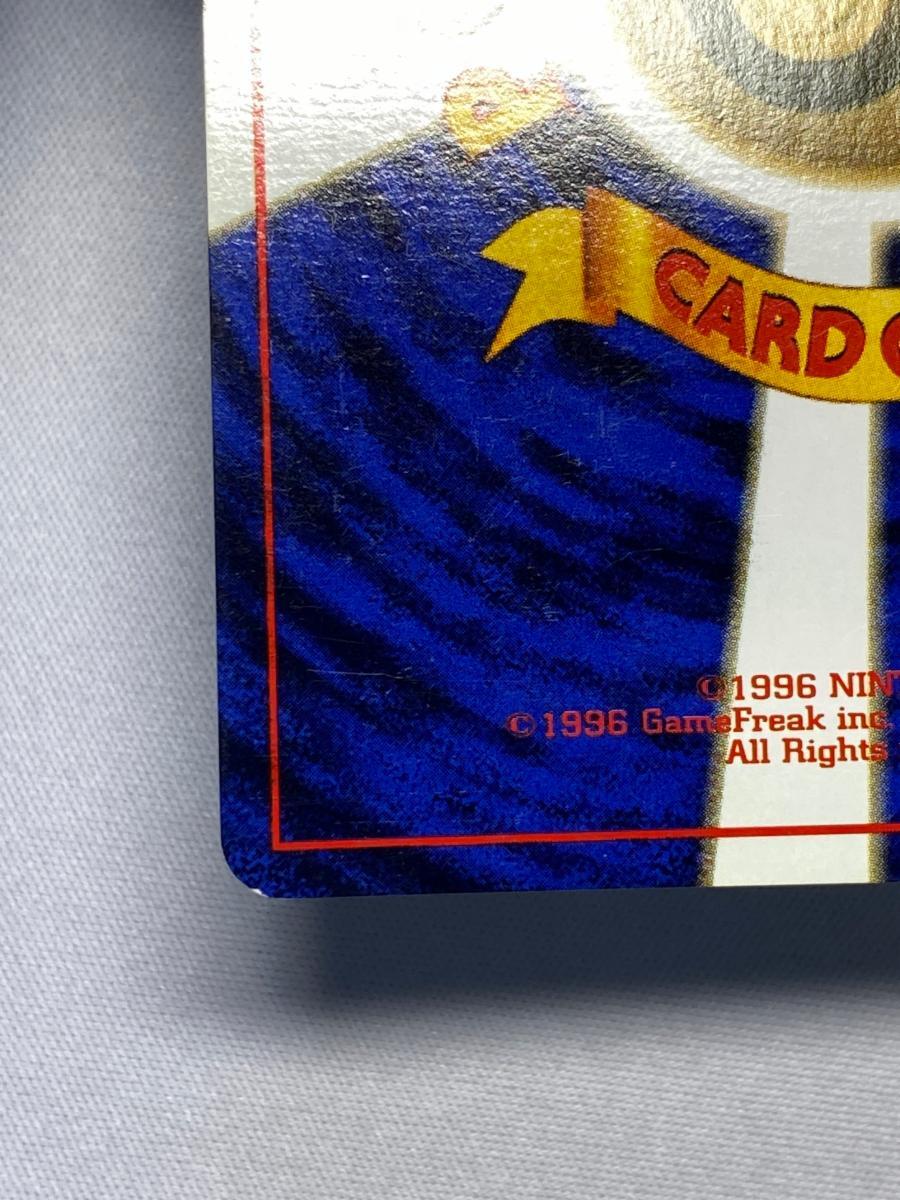 CARD
©1996 NIN
©1996 GameFreak inc.
All Rights